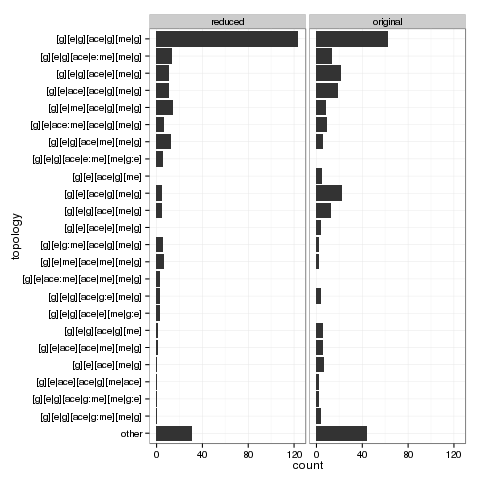 reduced
original
[g][e|g][ace|g][me|g]
[g][e|g][ace|e:me][me|g]
[g][e|g][ace|e][me|g]
[g][e|ace][ace|g][me|g]
[g][e|me][ace|g][me|g]
[g][e|ace:me][ace|g][me|g]
[g][e|g][ace|me][me|g]
[g][e|g][ace|e:me][me|g:e]
[g][e][ace|g][me]
[g][e][ace|g][me|g]
[g][e|g][ace][me|g]
[g][e][ace|e][me|g]
[g][e|g:me][ace|g][me|g]
[g][e|me][ace|me][me|g]
[g][e|ace:me][ace|me][me|g]
[g][e|g][ace|g:e][me|g]
[g][e|g][ace|e][me|g:e]
[g][e|g][ace|g][me]
[g][e|ace][ace|me][me|g]
[g][e][ace][me|g]
[g][e|ace][ace|g][me|ace]
[g][e|g][ace|g:me][me|g:e]
[g][e|g][ace|g:me][me|g]
other
topology
0 40 80 120
0 40 80 120
count